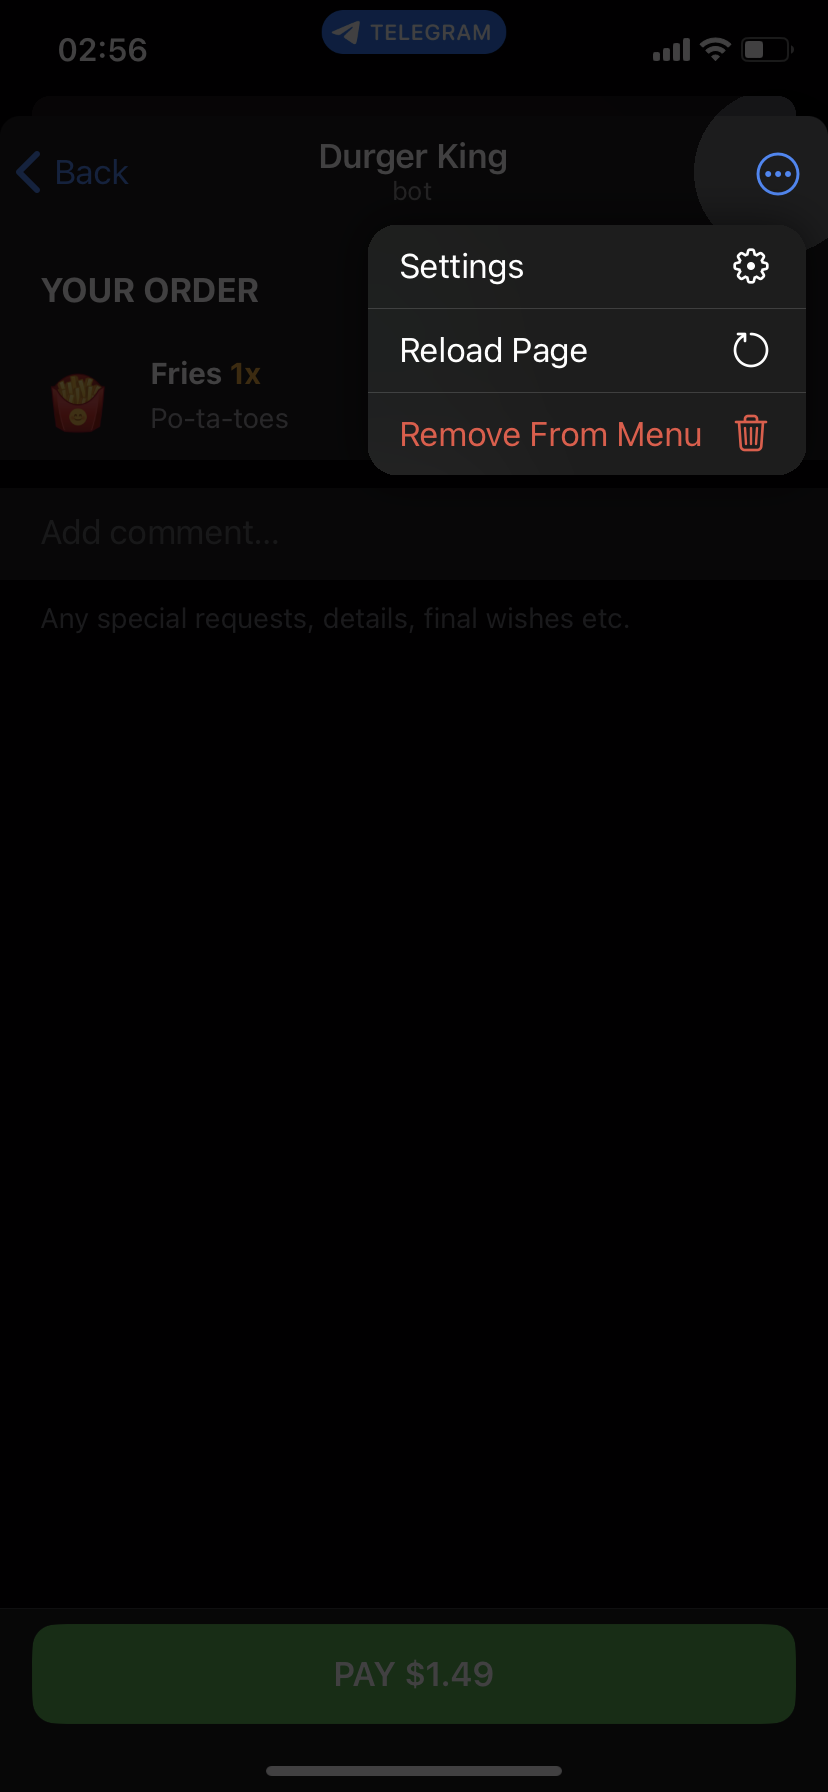 02:56
TELEGRAM
Back
Durger King
bot
Settings
Reload Page
Remove From Menu
YOUR ORDER
Fries 1x
Po-ta-toes
Add comment...
Any special requests, details, final wishes etc.
PAY $1.49